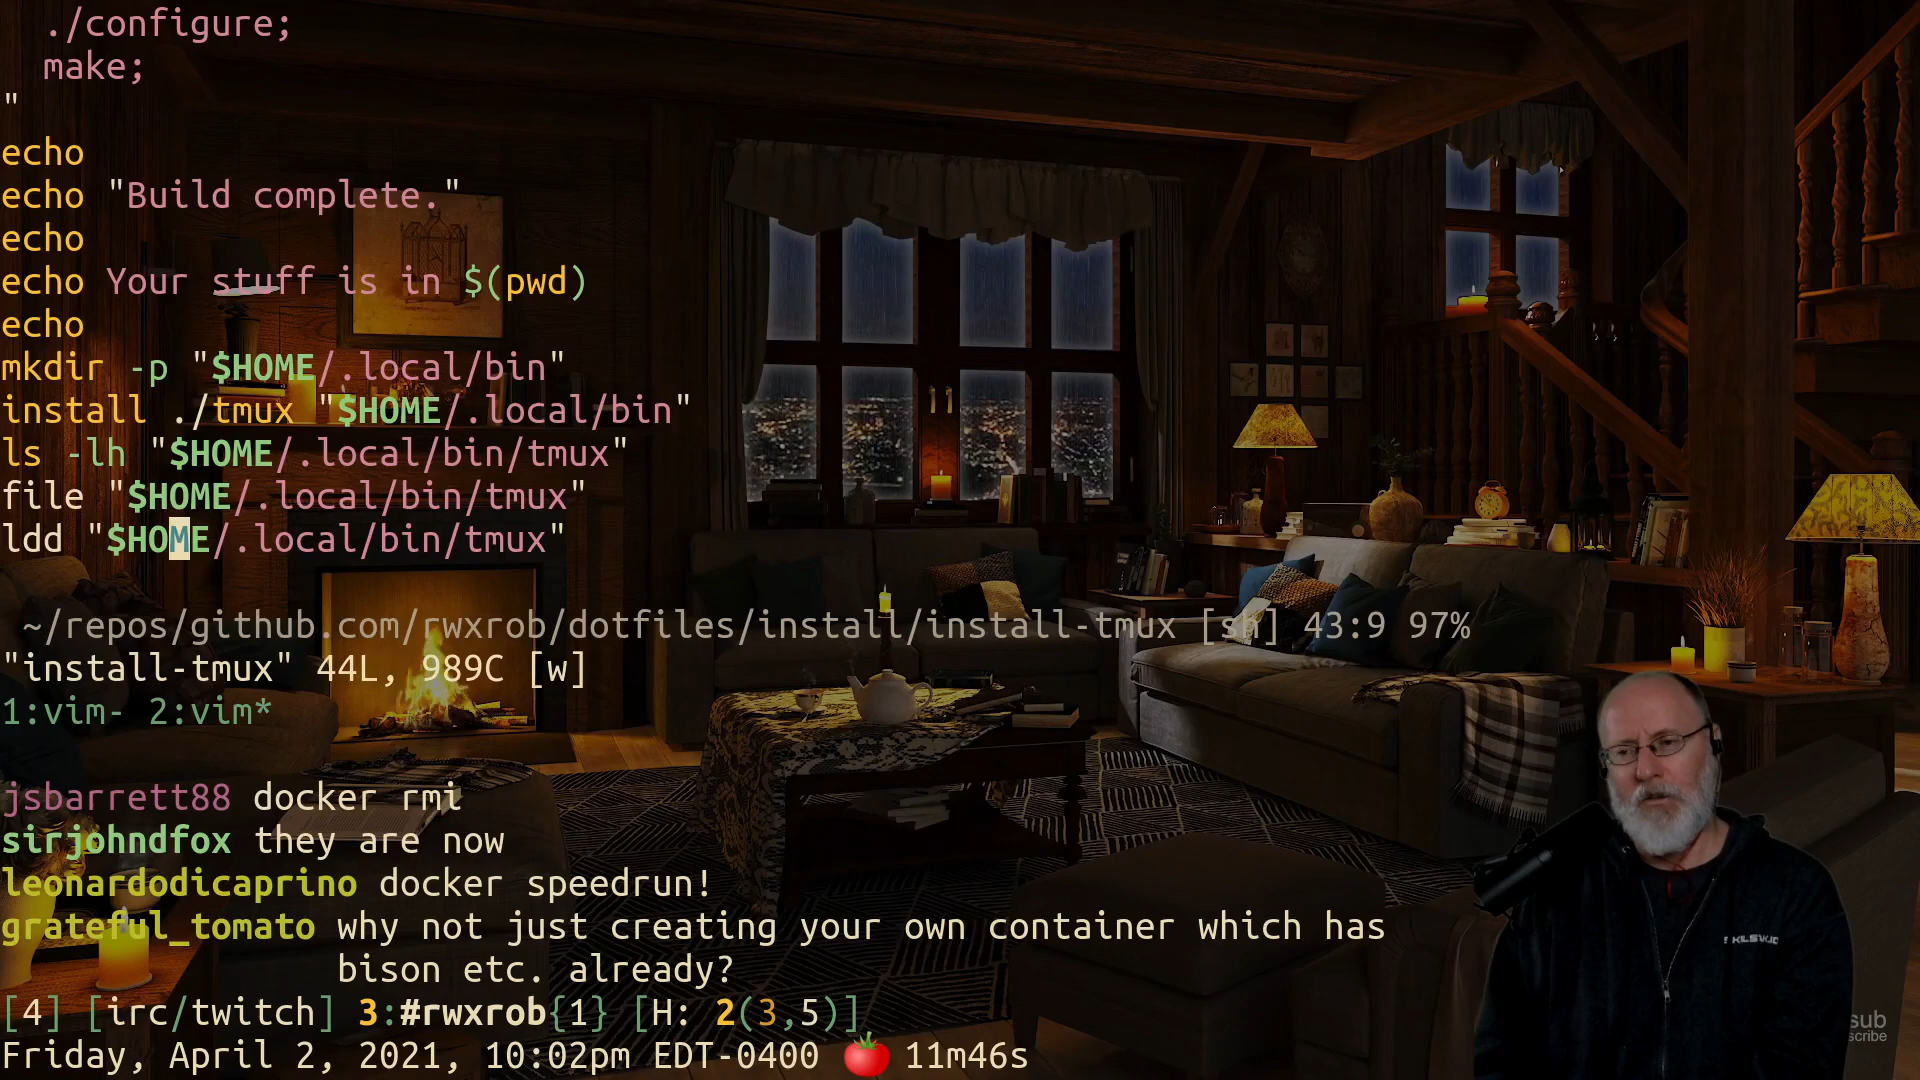 ./configure;
make;
"
echo
echo "Build complete."
echo
echo Your stuff is in $(pwd)
echo
mkdir -p "$HOME/.local/bin"
install ./tmux "$HOME/.local/bin"
ls -lh "$HOME/.local/bin/tmux"
file "$HOME/.local/bin/tmux"
ldd "$HOME/.local/bin/tmux"
~/repos/github.com/rwxrob/dotfiles/install/install-tmux [sh] 43:9 97%
"install-tmux" 44L, 989C [w]
1:vim- 2:vim*
jsbarrett88 docker rmi
sirjohndfox they are now
leonardodicaprino docker speedrun!
grateful_tomato why not just creating your own container which has
bison etc. already?
[4] [irc/twitch] 3:#rwxrob{1} [H: 2(3,5)]
Friday, April 2, 2021, 10:02pm EDT-0400 🍅 11m46s
sub
scribe